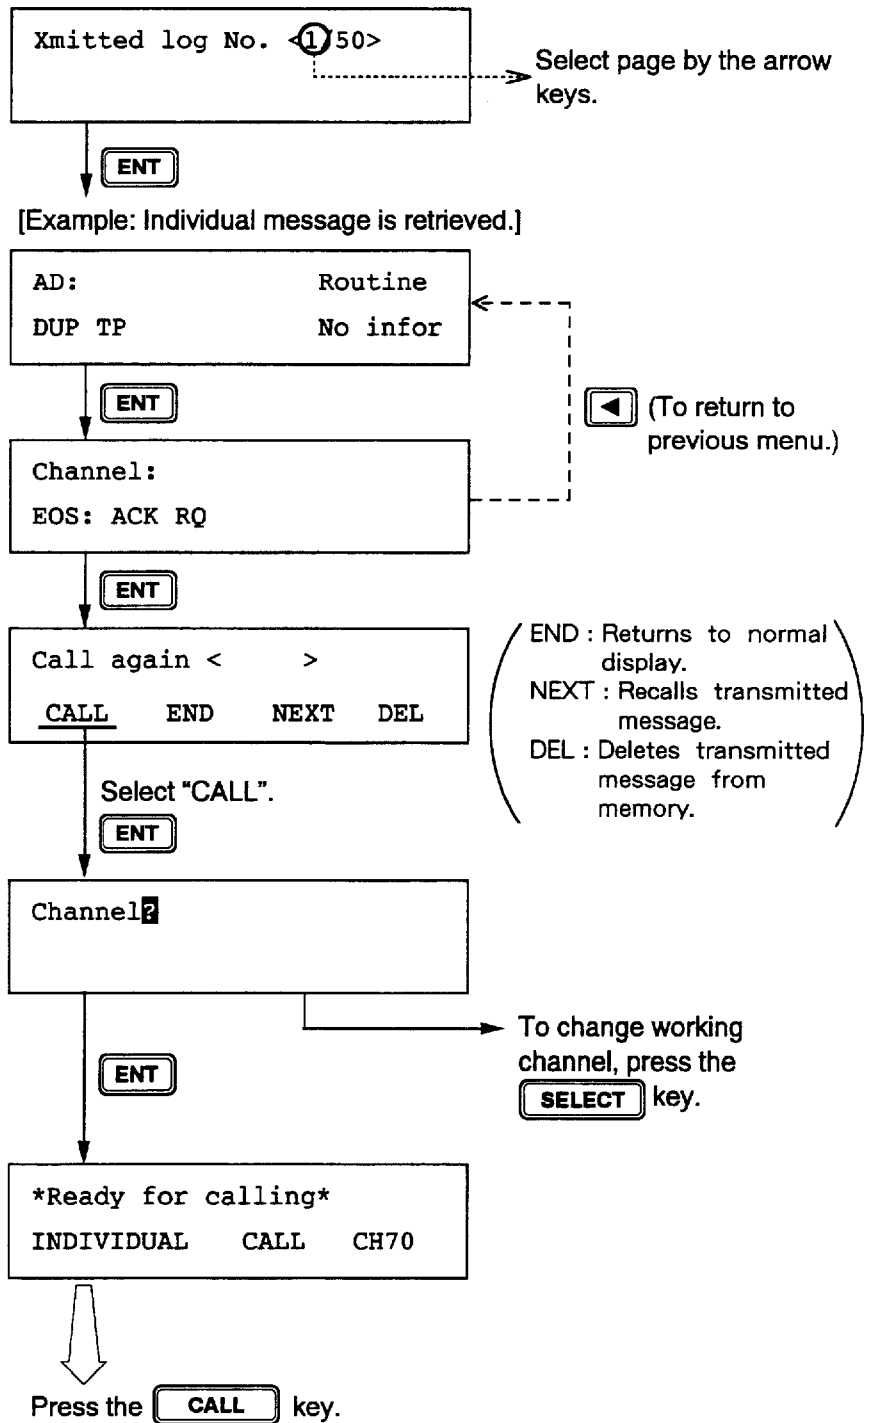 Xmitted log No. <1/50>
Select page by the arrow
keys.
ENT
[Example: Individual message is retrieved.]
AD: Routine
DUP TP No infor
ENT
◄ (To return to
previous menu.)
Channel:
EOS: ACK RQ
ENT
Call again < >
CALL END NEXT DEL
END : Returns to normal
display.
NEXT : Recalls transmitted
message.
DEL : Deletes transmitted
message from
memory.
Select "CALL".
ENT
Channel?
To change working
channel, press the
SELECT key.
ENT
*Ready for calling*
INDIVIDUAL CALL CH70
Press the CALL key.